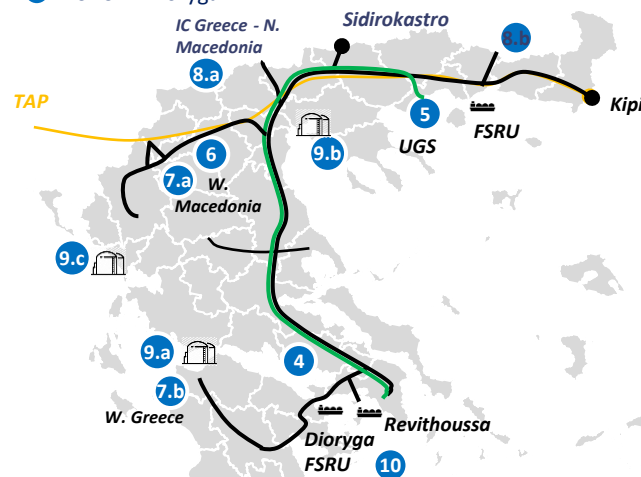 IC Greece - N.
Macedonia
Sidirokastro
8.a
8.b
TAP
Kipi
5
FSRU
UGS
9.b
6
7.a
W.
Macedonia
9.c
9.a
4
7.b
W. Greece
Revithoussa
Dioryga
FSRU
10